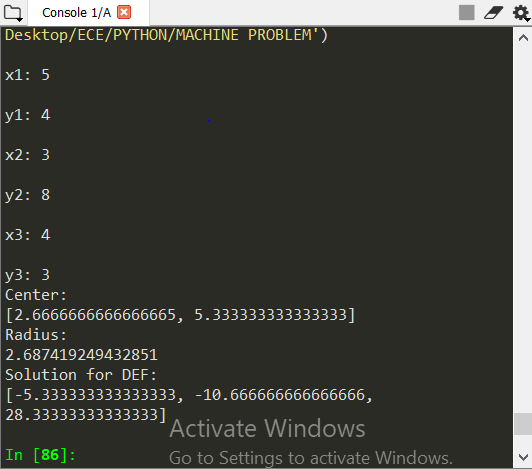 Console 1/A
Desktop/ECE/PYTHON/MACHINE PROBLEM')
x1: 5
y1: 4
x2: 3
y2: 8
x3: 4
y3: 3
Center:
[2.6666666666666665, 5.333333333333333]
Radius:
2.687419249432851
Solution for DEF:
[-5.333333333333333, -10.666666666666666,
28.33333333333333]
Activate Windows
Go to Settings to activate Windows.
In [86]: